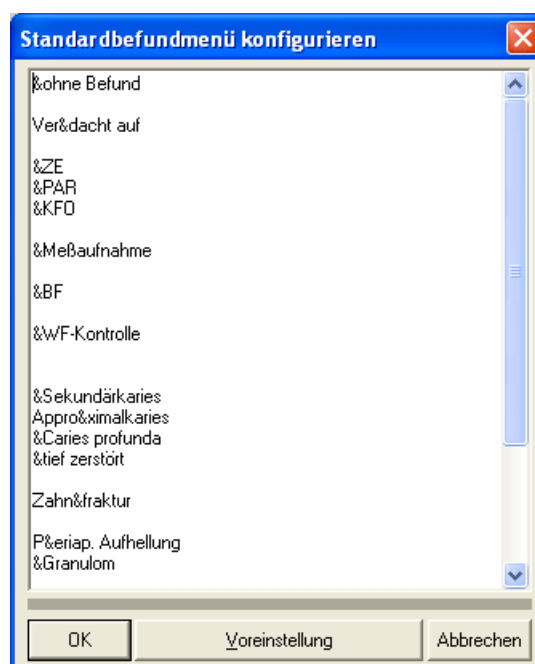 Standardbefundmenü konfigurieren
&ohne Befund
Ver&dacht auf
&ZE
&PAR
&KFO
&Meßaufnahme
&BF
&WF-Kontrolle
&Sekundärkaries
Appro&ximalkaries
&Caries profunda
&tief zerstört
Zahn&fraktur
P&eriap. Aufhellung
&Granulom
OK Voreinstellung Abbrechen